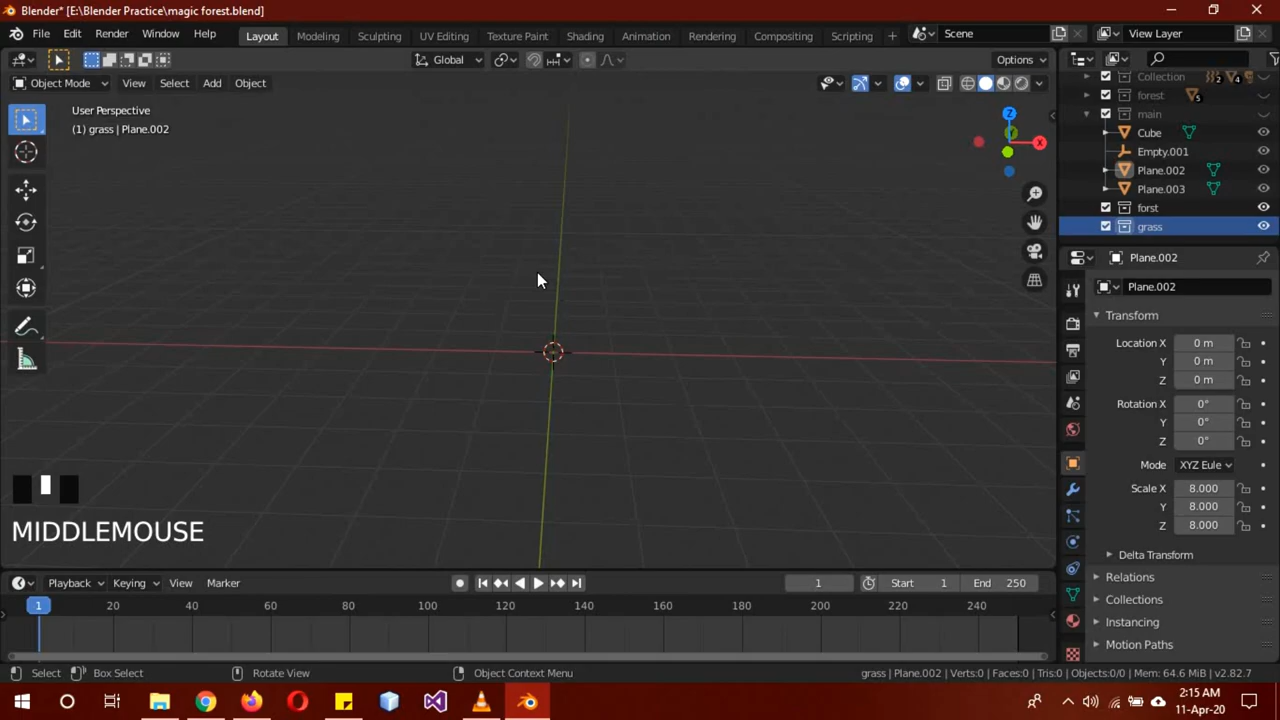 Blender* [E:\Blender Practice\magic forest.blend]
File Edit Render Window Help Layout Modeling Sculpting UV Editing Texture Paint Shading Animation Rendering Compositing Scripting Scene View Layer
Global Options
Object Mode View Select Add Object
User Perspective
(1) grass | Plane.002
Z
X
Collection 2 4
forest 5
main
Cube
Empty.001
Plane.002
Plane.003
forst
grass
Plane.002
Plane.002
Transform
Location X 0 m
Y 0 m
Z 0 m
Rotation X 0°
Y 0°
Z 0°
Mode XYZ Eule
Scale X 8.000
Y 8.000
Z 8.000
Delta Transform
Relations
Collections
Instancing
Motion Paths
MIDDLEMOUSE
Playback Keying View Marker 1 Start 1 End 250
1 20 40 60 80 100 120 140 160 180 200 220 240
Select Box Select Rotate View Object Context Menu grass | Plane.002 | Verts:0 | Faces:0 | Tris:0 | Objects:0/0 | Mem: 64.6 MiB | v2.82.7
2:15 AM
11-Apr-20